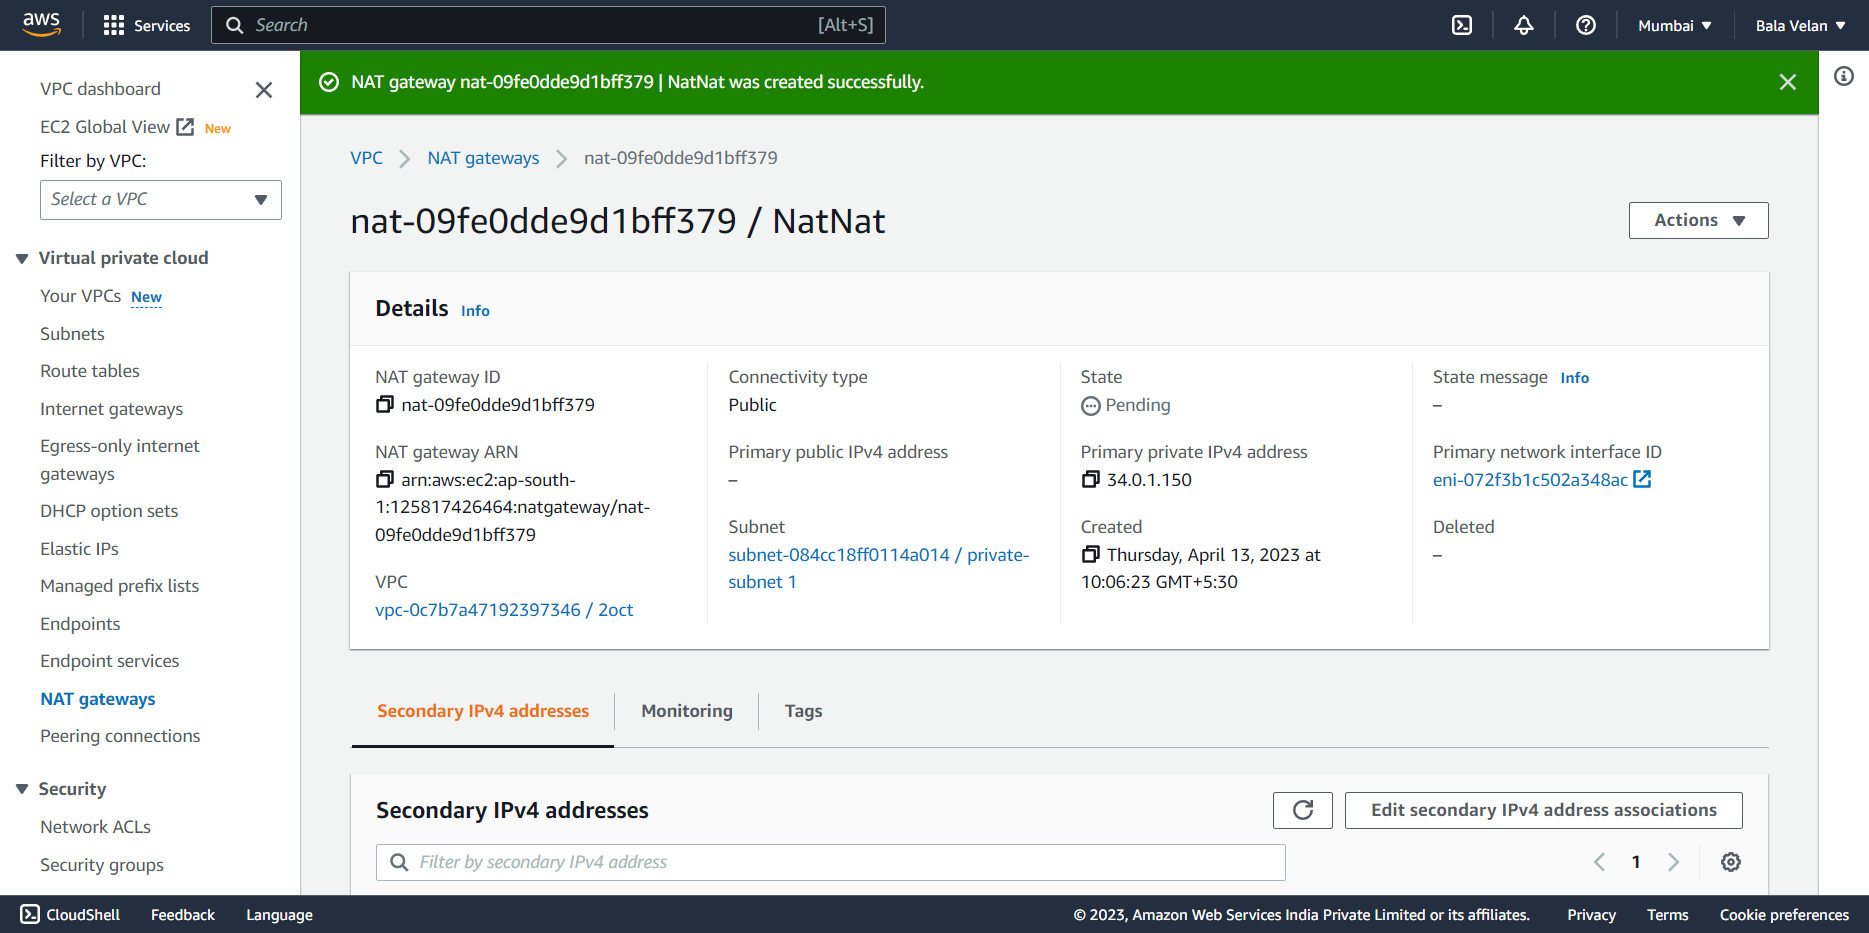 aws
Services
Search
[Alt+S]
Mumbai
Bala Velan
VPC dashboard
EC2 Global View New
Filter by VPC:
Select a VPC
Virtual private cloud
Your VPCs New
Subnets
Route tables
Internet gateways
Egress-only internet
gateways
DHCP option sets
Elastic IPs
Managed prefix lists
Endpoints
Endpoint services
NAT gateways
Peering connections
Security
Network ACLs
Security groups
NAT gateway nat-09fe0dde9d1bff379 | NatNat was created successfully.
VPC
NAT gateways
nat-09fe0dde9d1bff379
nat-09fe0dde9d1bff379 / NatNat
Actions
Details Info
NAT gateway ID
nat-09fe0dde9d1bff379
NAT gateway ARN
arn:aws:ec2:ap-south-
1:125817426464:natgateway/nat-
09fe0dde9d1bff379
VPC
vpc-0c7b7a47192397346 / 2oct
Connectivity type
Public
Primary public IPv4 address
–
Subnet
subnet-084cc18ff0114a014 / private-
subnet 1
State
Pending
Primary private IPv4 address
34.0.1.150
Created
Thursday, April 13, 2023 at
10:06:23 GMT+5:30
State message Info
–
Primary network interface ID
eni-072f3b1c502a348ac
Deleted
–
Secondary IPv4 addresses
Monitoring
Tags
Secondary IPv4 addresses
Edit secondary IPv4 address associations
Filter by secondary IPv4 address
1
CloudShell
Feedback
Language
© 2023, Amazon Web Services India Private Limited or its affiliates.
Privacy
Terms
Cookie preferences